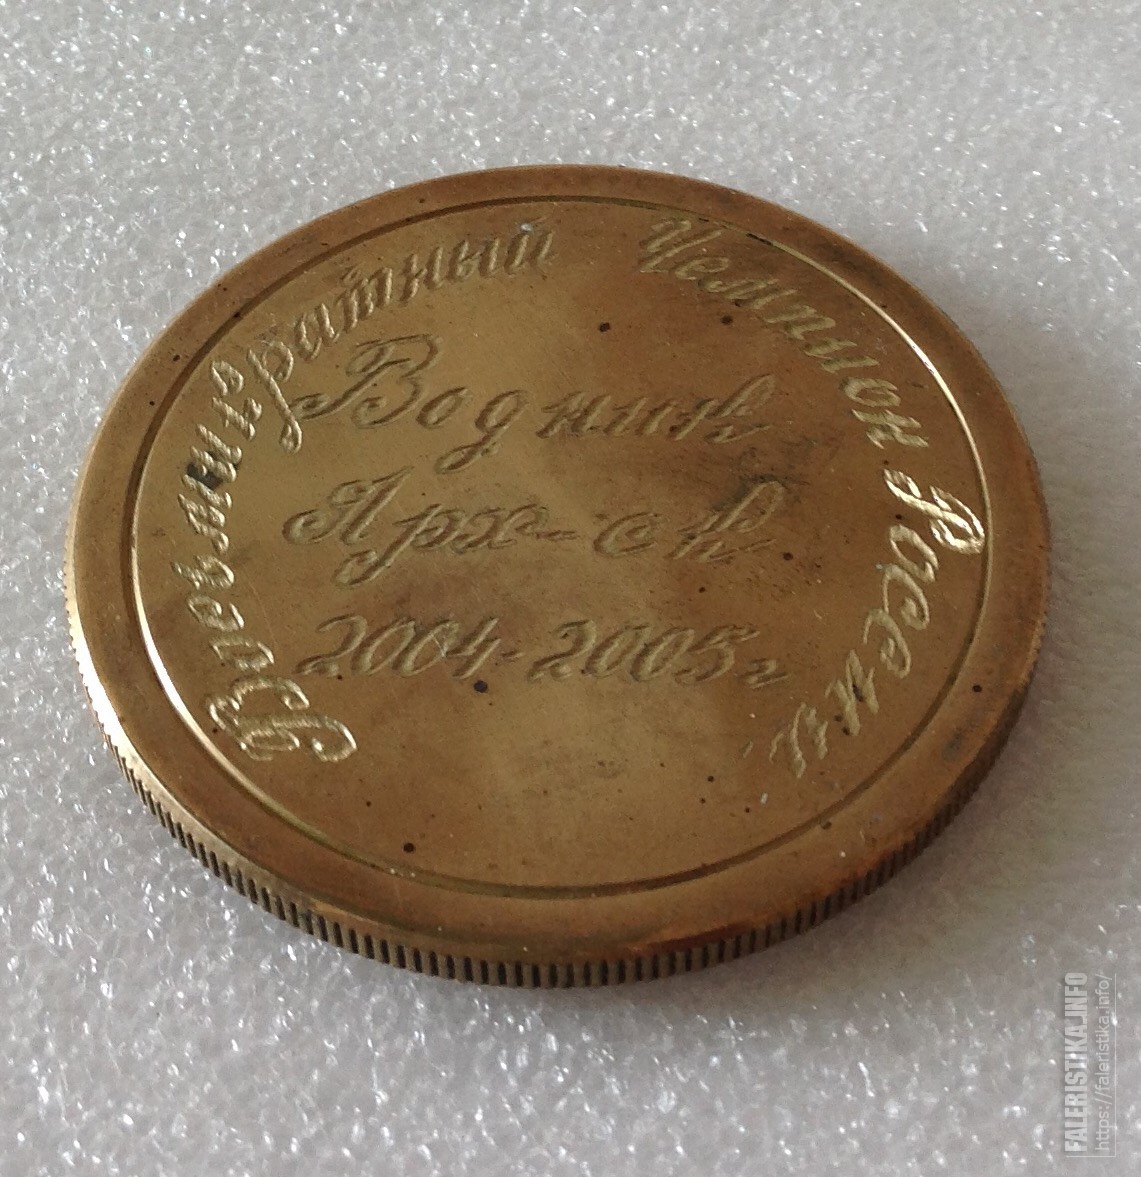 Восьмикратный Чемпион России
Водник
Арх-ск
2004-2005г
FALERISTIKA.INFO
https://faleristika.info/